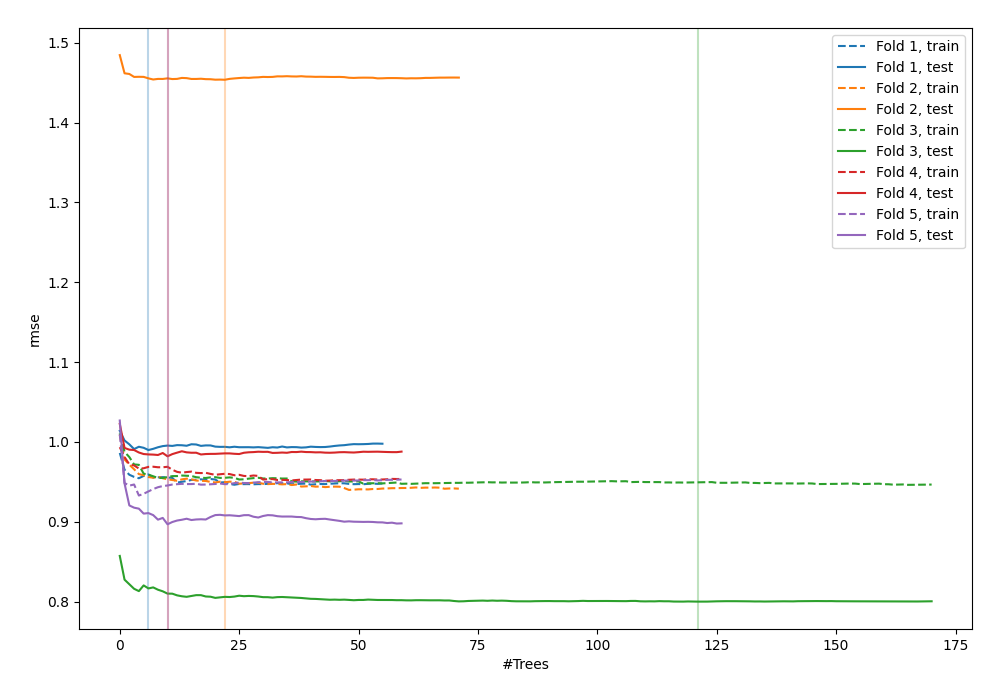 1.5
1.4
1.3
1.2
1.1
1.0
0.9
0.8
rmse
0
25
50
75
100
125
150
175
#Trees
Fold 1, train
Fold 1, test
Fold 2, train
Fold 2, test
Fold 3, train
Fold 3, test
Fold 4, train
Fold 4, test
Fold 5, train
Fold 5, test